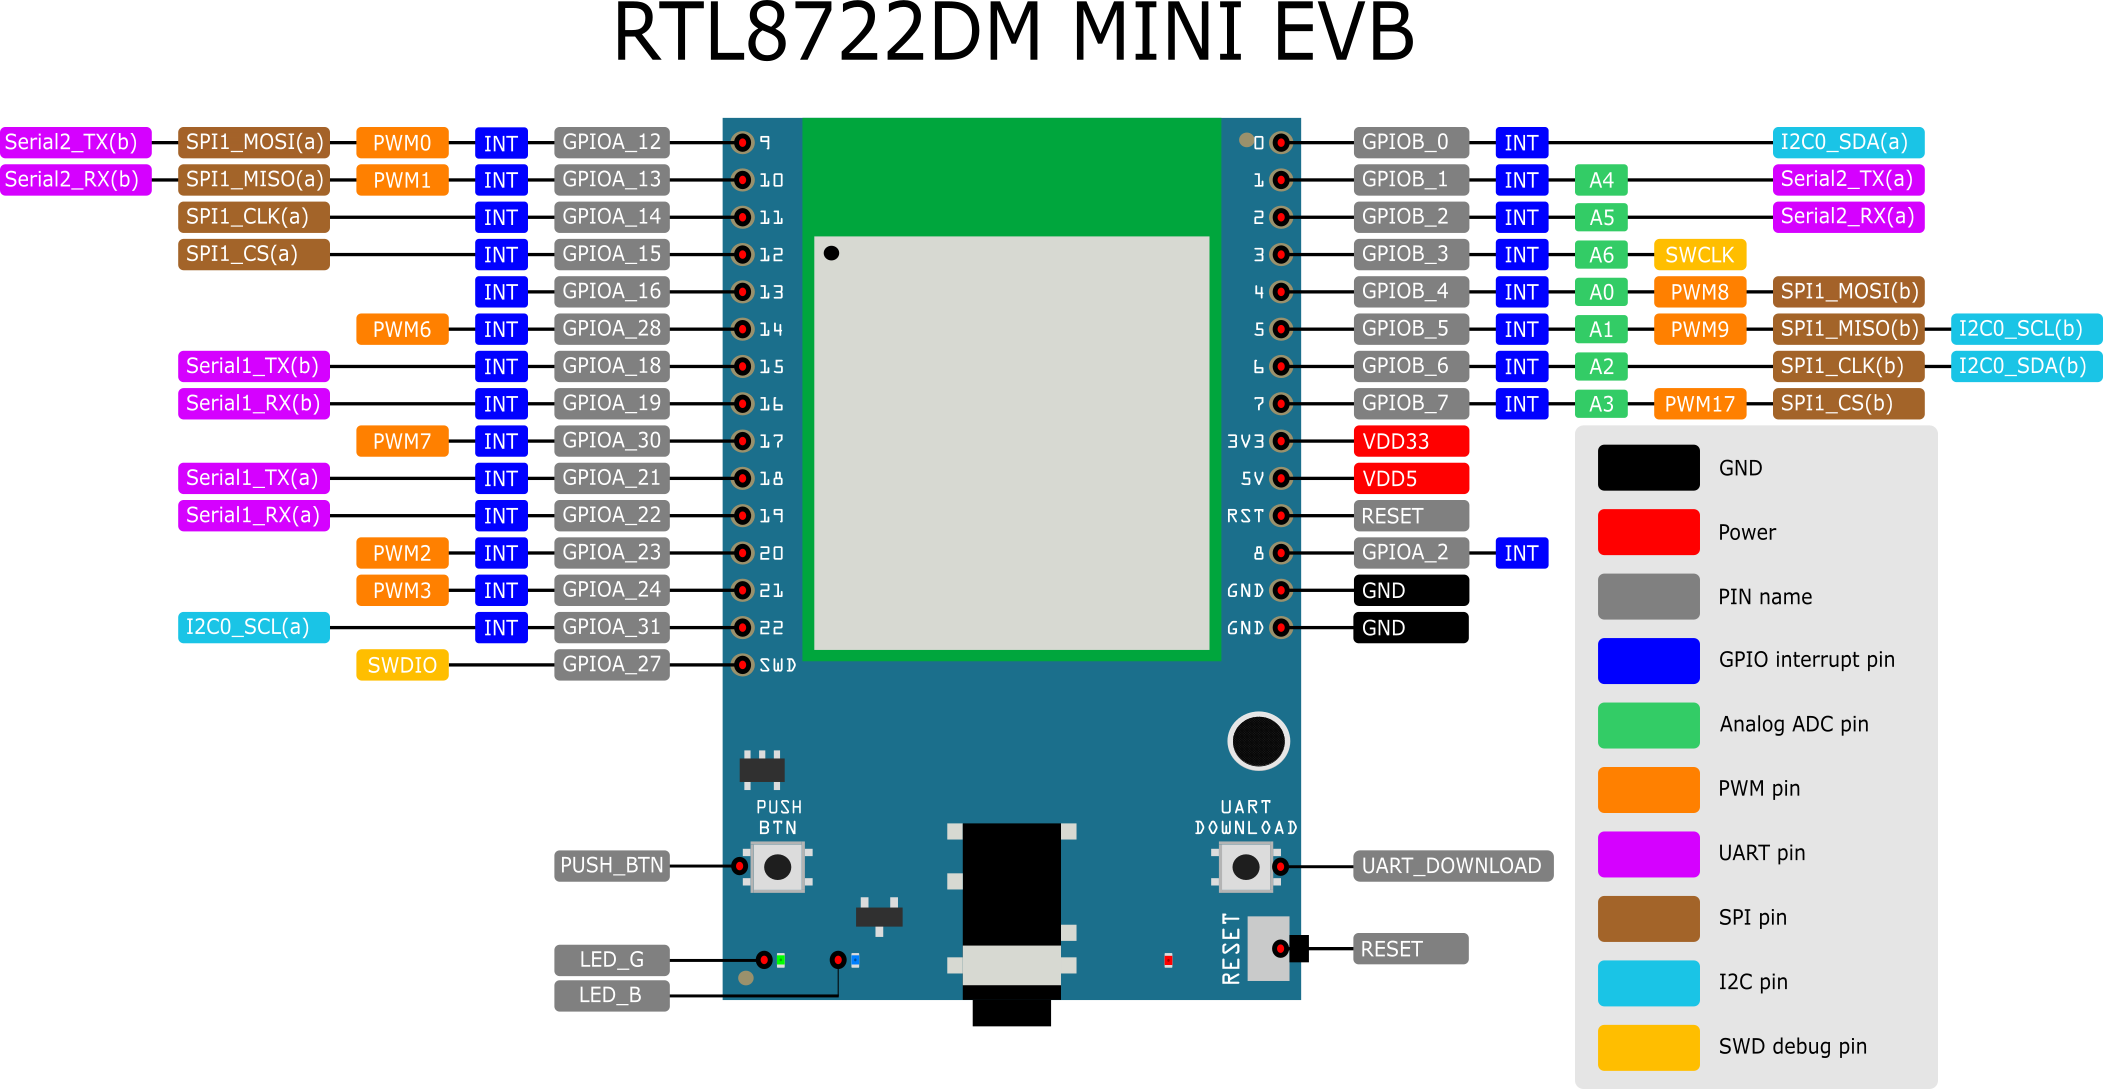 RTL8722DM MINI EVB
Serial2_TX(b) SPI1_MOSI(a) PWM0 INT GPIOA_12 9 0 GPIOB_0 INT I2C0_SDA(a)
Serial2_RX(b) SPI1_MISO(a) PWM1 INT GPIOA_13 10 1 GPIOB_1 INT A4 Serial2_TX(a)
SPI1_CLK(a) INT GPIOA_14 11 2 GPIOB_2 INT A5 Serial2_RX(a)
SPI1_CS(a) INT GPIOA_15 12 3 GPIOB_3 INT A6 SWCLK
INT GPIOA_16 13 4 GPIOB_4 INT A0 PWM8 SPI1_MOSI(b)
PWM6 INT GPIOA_28 14 5 GPIOB_5 INT A1 PWM9 SPI1_MISO(b) I2C0_SCL(b)
Serial1_TX(b) INT GPIOA_18 15 6 GPIOB_6 INT A2 SPI1_CLK(b) I2C0_SDA(b)
Serial1_RX(b) INT GPIOA_19 16 7 GPIOB_7 INT A3 PWM17 SPI1_CS(b)
PWM7 INT GPIOA_30 17 3V3 VDD33
Serial1_TX(a) INT GPIOA_21 18 5V VDD5
Serial1_RX(a) INT GPIOA_22 19 RST RESET
PWM2 INT GPIOA_23 20 8 GPIOA_2 INT
PWM3 INT GPIOA_24 21 GND GND
I2C0_SCL(a) INT GPIOA_31 22 GND GND
SWDIO GPIOA_27 SWD
PUSH
BTN
UART
DOWNLOAD
PUSH_BTN
UART_DOWNLOAD
RESET
RESET
LED_G
LED_B
GND
Power
PIN name
GPIO interrupt pin
Analog ADC pin
PWM pin
UART pin
SPI pin
I2C pin
SWD debug pin